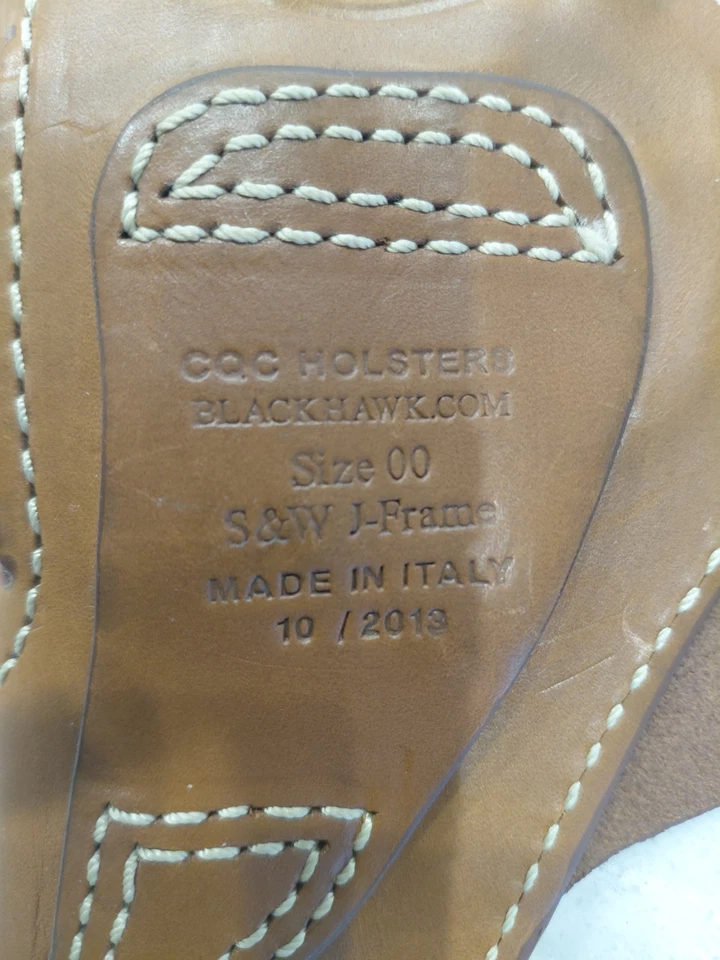 CQC HOLSTERS
BLACKHAWK.COM
Size 00
S&W J-Frame
MADE IN ITALY
10 / 2013